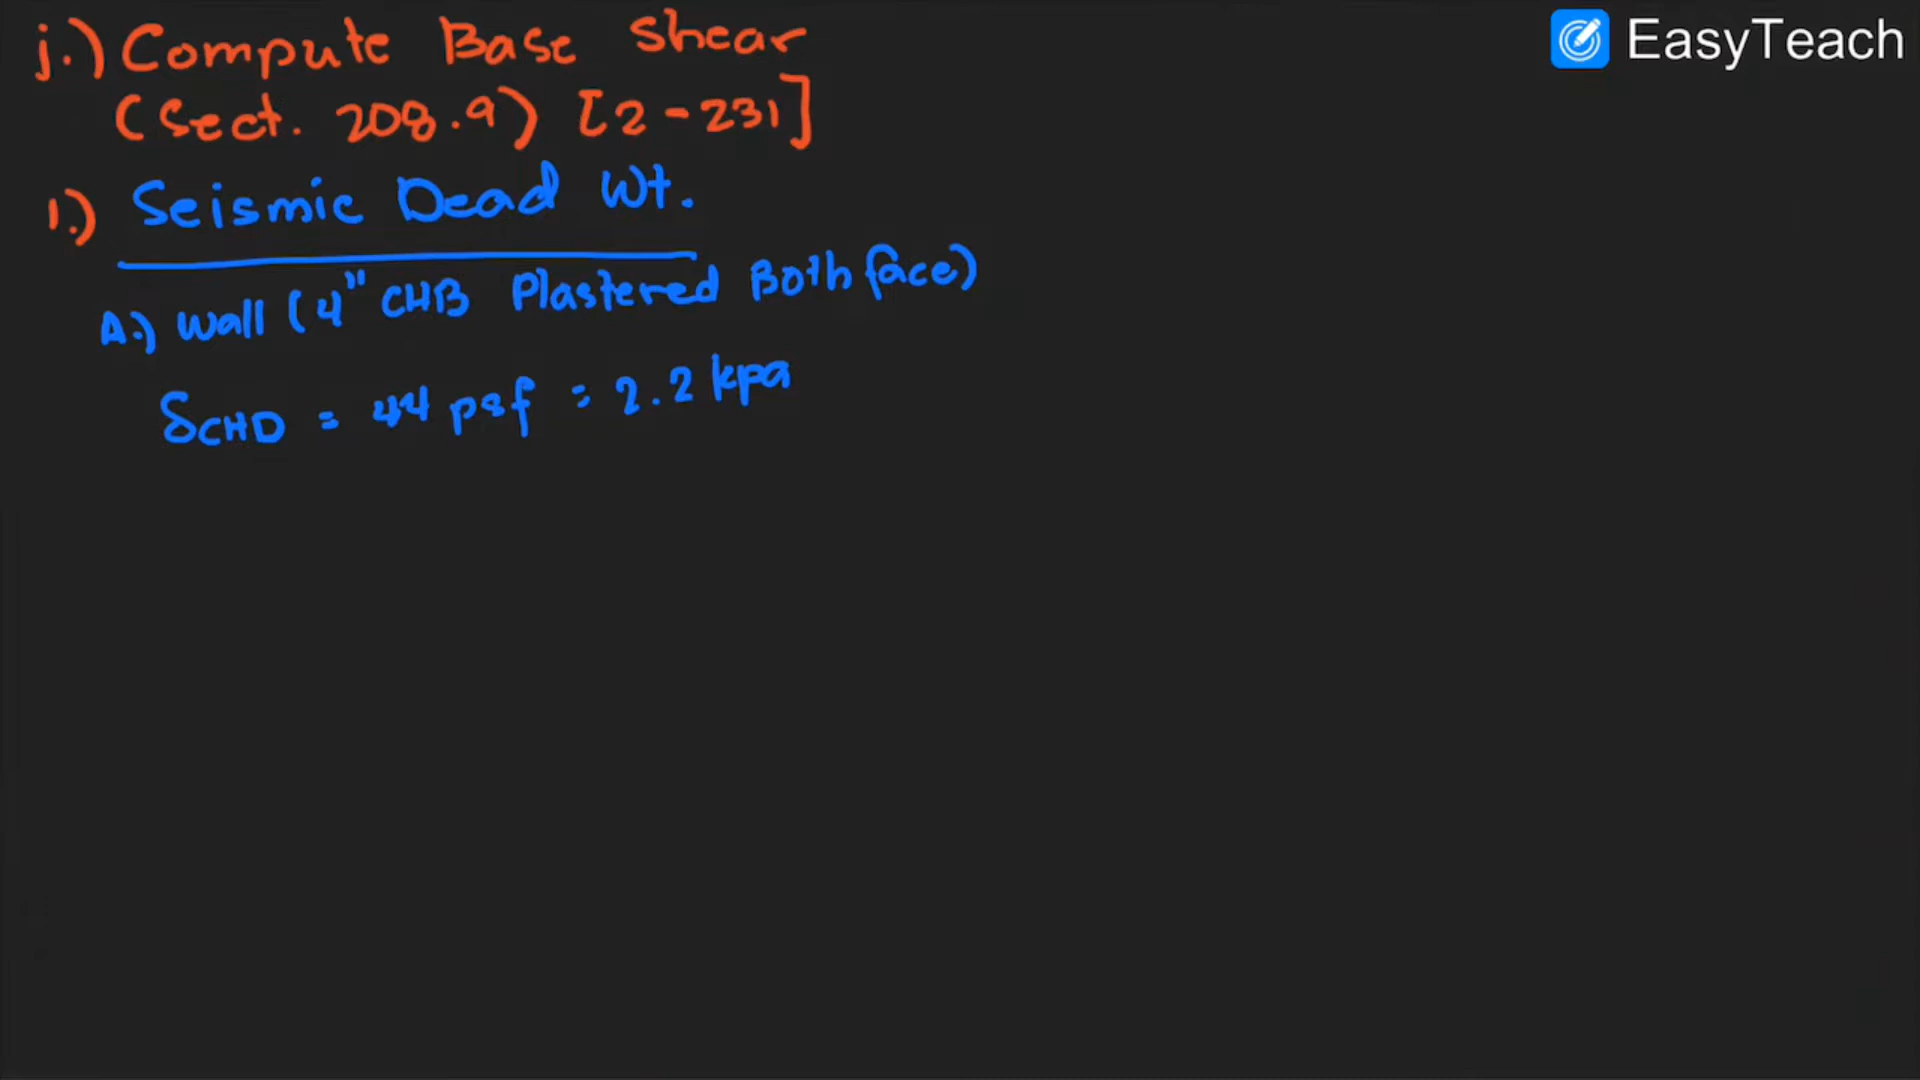 j.) Compute Base Shear
EasyTeach
(Sect. 208.9) [2-231]
1.) Seismic Dead Wt.
A.) Wall (4" CHB Plastered Both face)
δCHD = 44 psf = 2.2 kpa